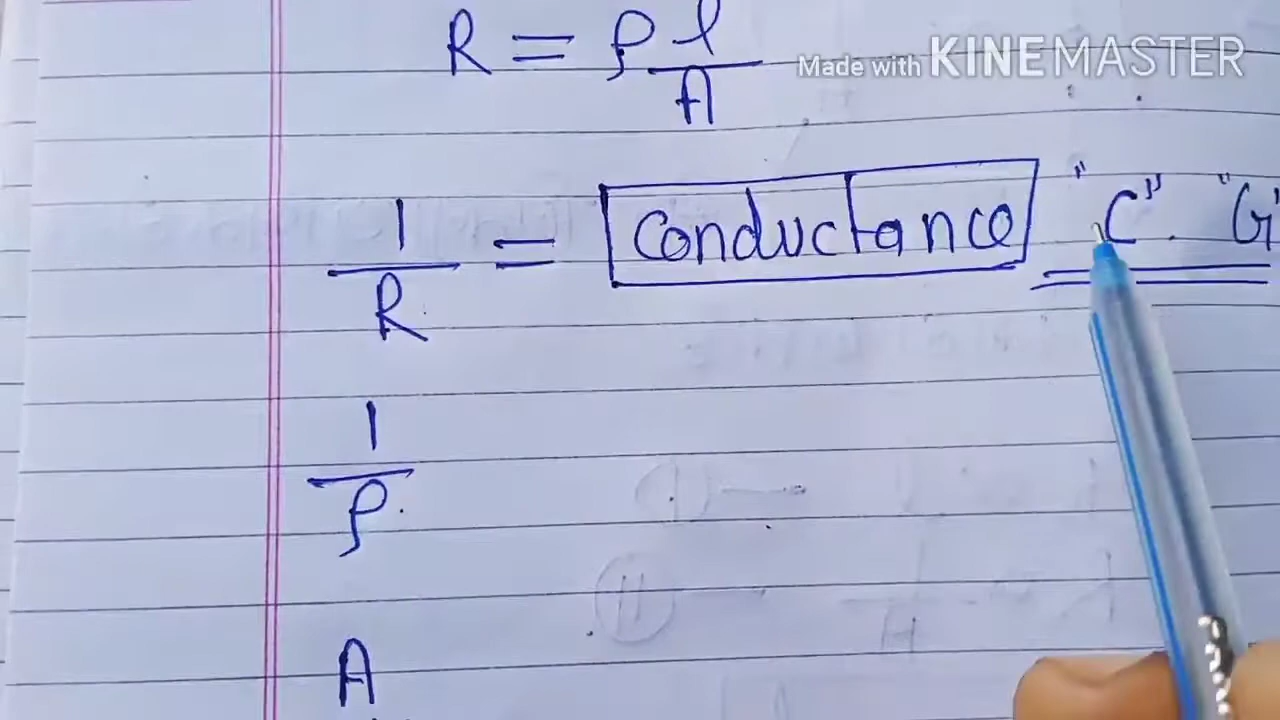 R = ρ l/A
Made with KINEMASTER
1/R = Conductance "C". "G"
1/ρ.
A